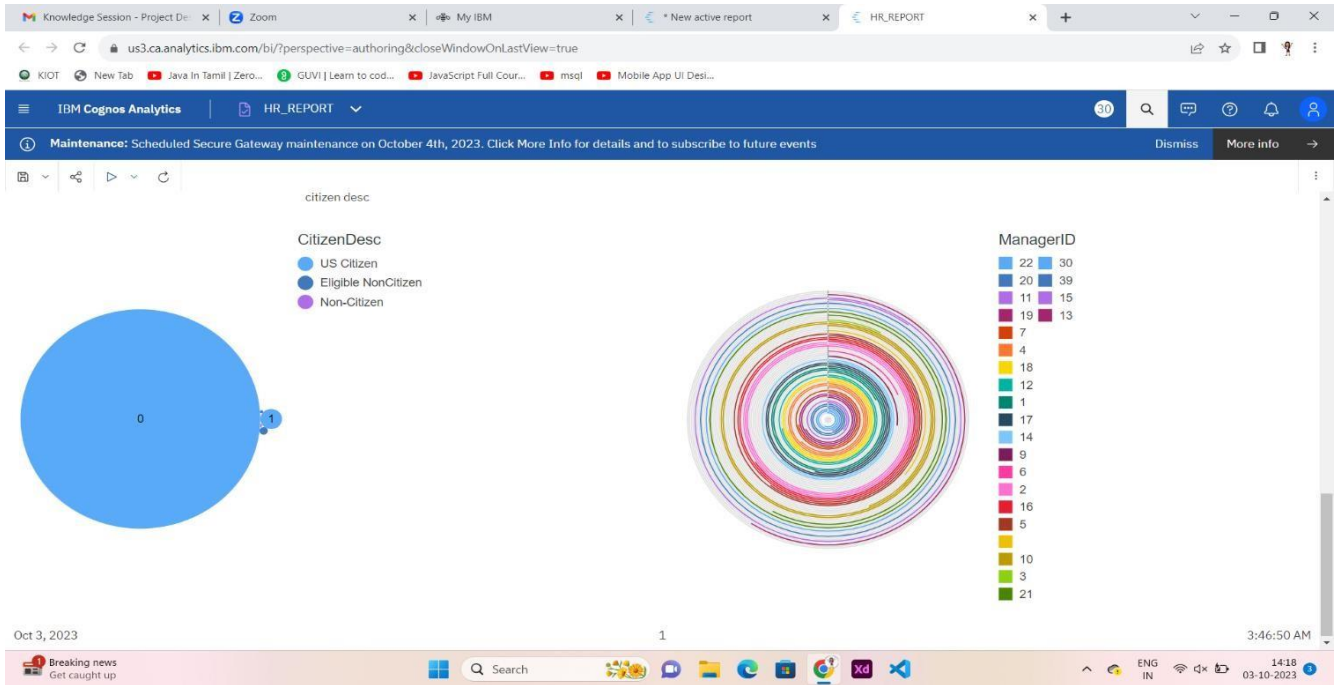 Knowledge Session - Project De
Zoom
My IBM
* New active report
HR_REPORT
us3.ca.analytics.ibm.com/bi/?perspective=authoring&closeWindowOnLastView=true
KIOT
New Tab
Java In Tamil | Zero...
GUVI | Learn to cod...
JavaScript Full Cour...
msql
Mobile App UI Desi...
IBM Cognos Analytics
HR_REPORT
30
Maintenance: Scheduled Secure Gateway maintenance on October 4th, 2023. Click More Info for details and to subscribe to future events
Dismiss
More info
citizen desc
CitizenDesc
US Citizen
Eligible NonCitizen
Non-Citizen
0
1
ManagerID
22 30
20 39
11 15
19 13
7
4
18
12
1
17
14
9
6
2
16
5
10
3
21
Oct 3, 2023
1
3:46:50 AM
1
Breaking news
Get caught up
Search
Xd
ENG
IN
14:18
03-10-2023
3